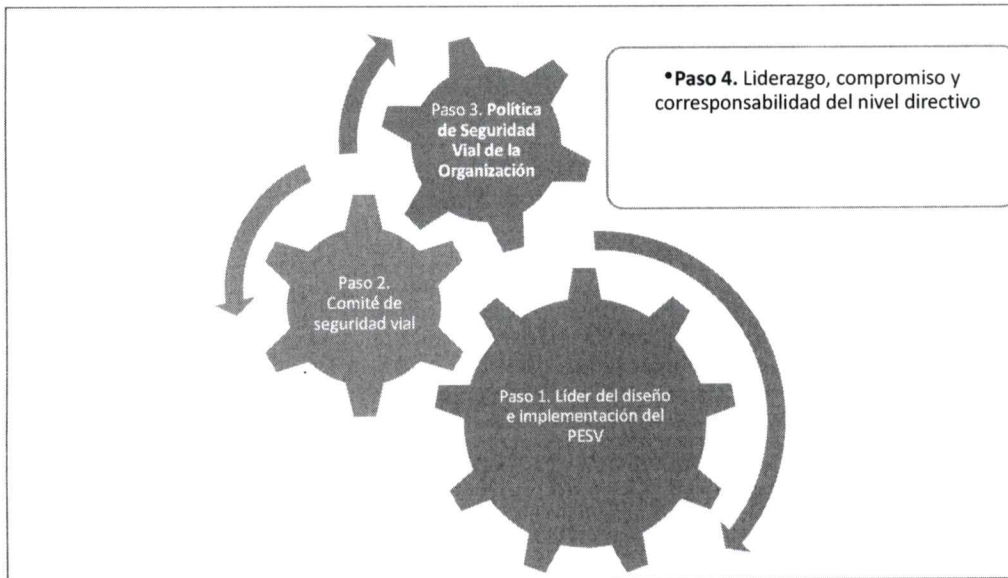 •Paso 4. Liderazgo, compromiso y
corresponsabilidad del nivel directivo
Paso 3. Política
de Seguridad
Vial de la
Organización
Paso 2.
Comité de
seguridad vial
Paso 1. Líder del diseño
e implementación del
PESV